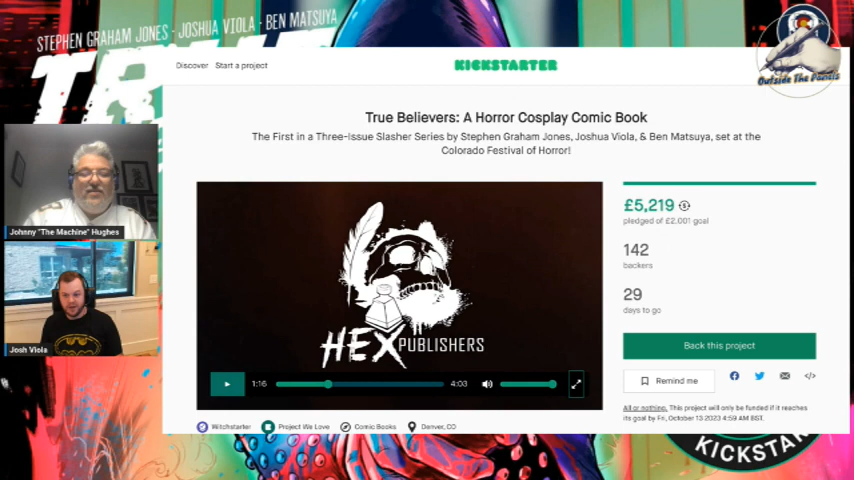 STEPHEN GRAHAM JONES - JOSHUA VIOLA - BEN MATSUYA
TRUE
Discover Start a project
KICKSTARTER
Outside The Panels
True Believers: A Horror Cosplay Comic Book
The First in a Three-Issue Slasher Series by Stephen Graham Jones, Joshua Viola, & Ben Matsuya, set at the
Colorado Festival of Horror!
Johnny "The Machine" Hughes
Josh Viola
HEX PUBLISHERS
1:16
4:03
£5,219
pledged of £2,001 goal
142
backers
29
days to go
Back this project
Remind me
All or nothing. This project will only be funded if it reaches
its goal by Fri, October 13 2023 4:59 AM BST.
Witchstarter Project We Love Comic Books Denver, CO
KICKSTAR